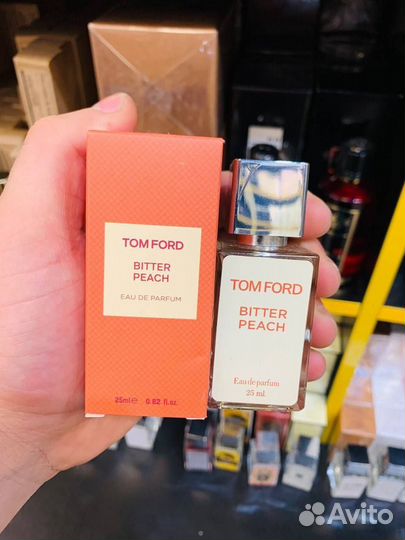 TOM FORD
BITTER
PEACH
EAU DE PARFUM
25ml e 0.82 fl.oz.
TOM FORD
BITTER
PEACH
Eau de parfum
25 ml
Avito